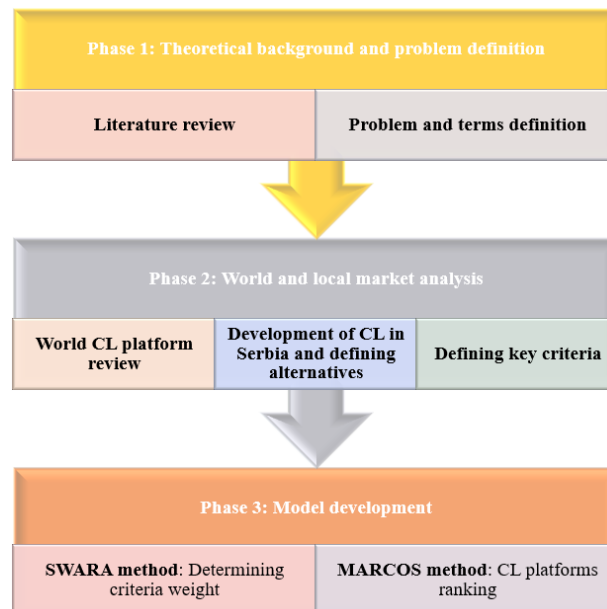 Phase 1: Theoretical background and problem definition
Literature review
Problem and terms definition
Phase 2: World and local market analysis
World CL platform
review
Development of CL in
Serbia and defining
alternatives
Defining key criteria
Phase 3: Model development
SWARA method: Determining
criteria weight
MARCOS method: CL platforms
ranking